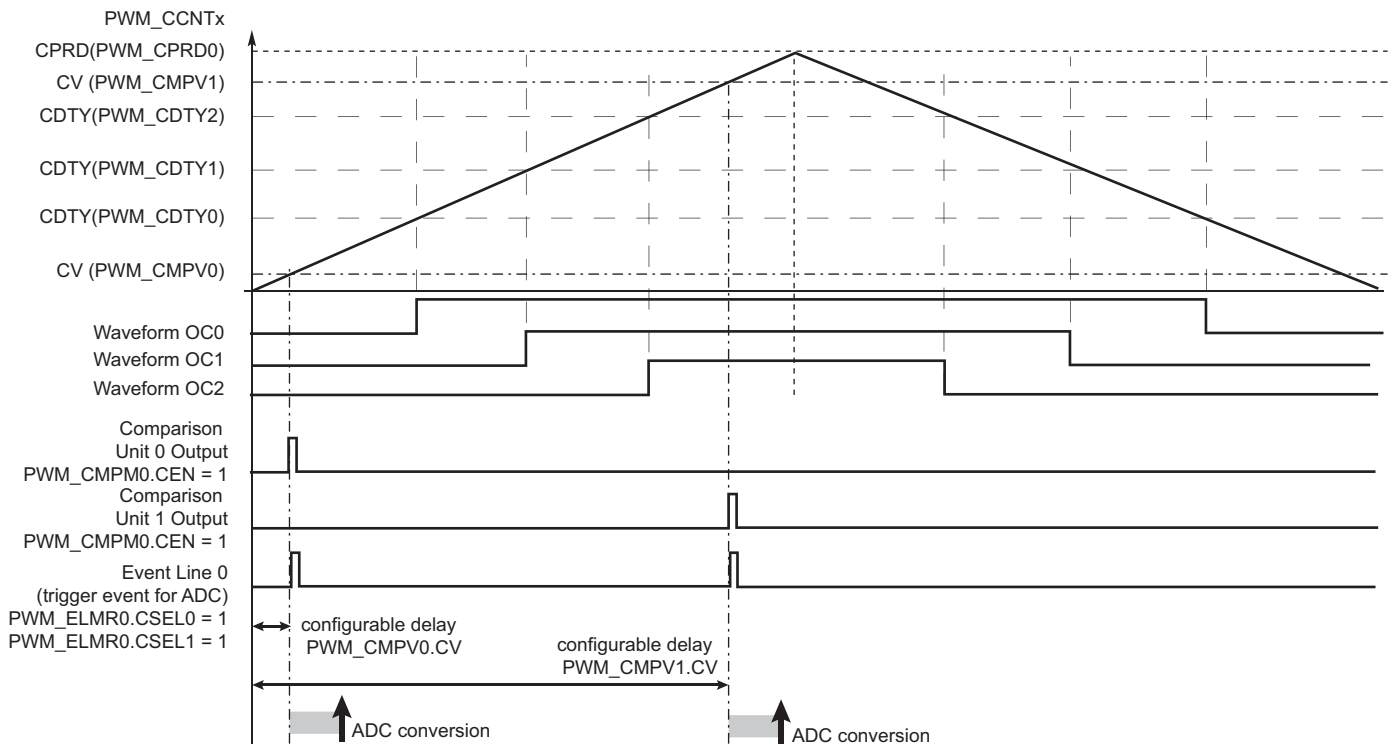 PWM_CCNTx
CPRD(PWM_CPRD0)
CV (PWM_CMPV1)
CDTY(PWM_CDTY2)
CDTY(PWM_CDTY1)
CDTY(PWM_CDTY0)
CV (PWM_CMPV0)
Waveform OC0
Waveform OC1
Waveform OC2
Comparison
Unit 0 Output
PWM_CMPM0.CEN = 1
Comparison
Unit 1 Output
PWM_CMPM0.CEN = 1
Event Line 0
(trigger event for ADC)
PWM_ELMR0.CSEL0 = 1
PWM_ELMR0.CSEL1 = 1
configurable delay
PWM_CMPV0.CV
configurable delay
PWM_CMPV1.CV
ADC conversion
ADC conversion